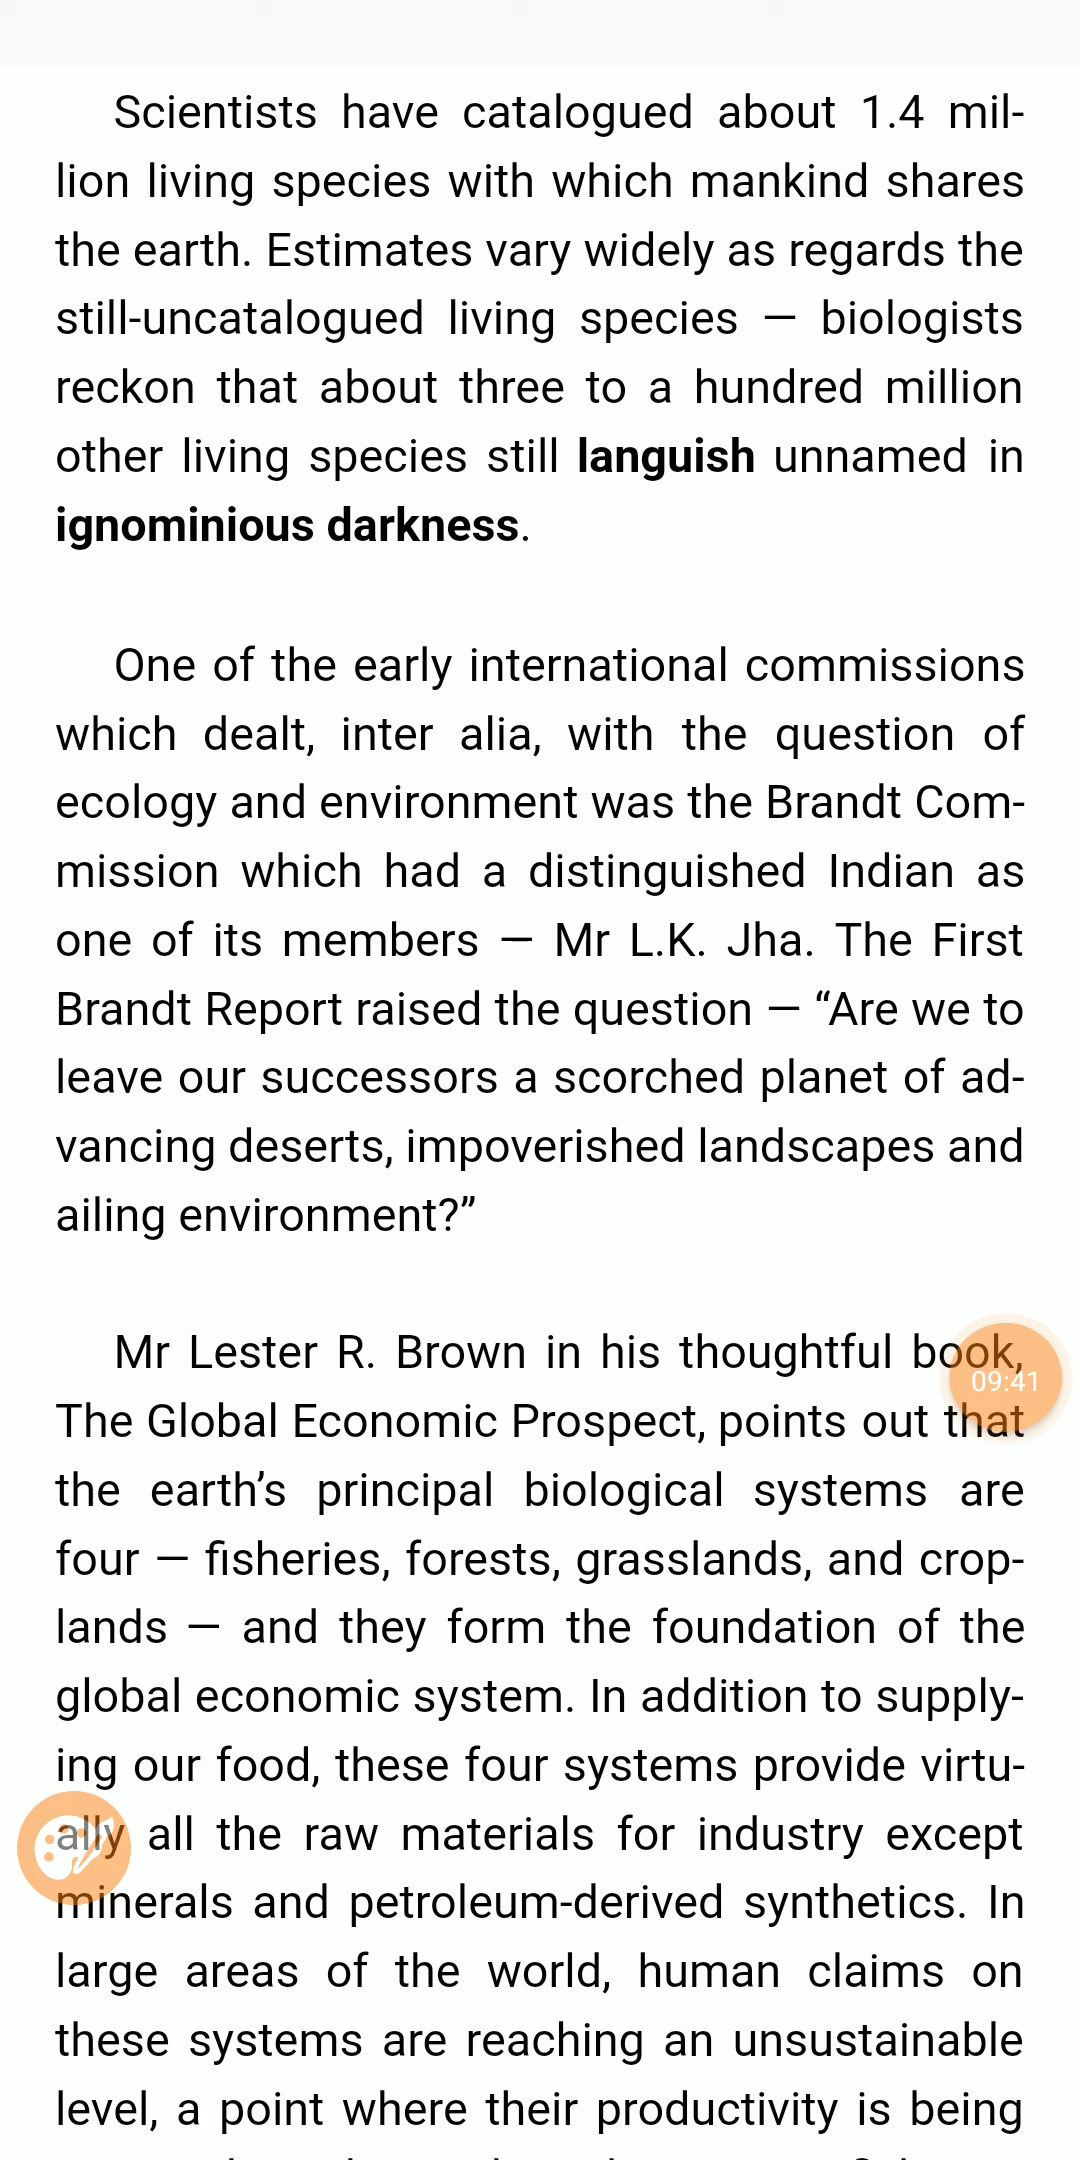 Scientists have catalogued about 1.4 mil-
lion living species with which mankind shares
the earth. Estimates vary widely as regards the
still-uncatalogued living species — biologists
reckon that about three to a hundred million
other living species still languish unnamed in
ignominious darkness.
One of the early international commissions
which dealt, inter alia, with the question of
ecology and environment was the Brandt Com-
mission which had a distinguished Indian as
one of its members — Mr L.K. Jha. The First
Brandt Report raised the question — “Are we to
leave our successors a scorched planet of ad-
vancing deserts, impoverished landscapes and
ailing environment?”
Mr Lester R. Brown in his thoughtful book,
09:41
The Global Economic Prospect, points out that
the earth’s principal biological systems are
four — fisheries, forests, grasslands, and crop-
lands — and they form the foundation of the
global economic system. In addition to supply-
ing our food, these four systems provide virtu-
ally all the raw materials for industry except
minerals and petroleum-derived synthetics. In
large areas of the world, human claims on
these systems are reaching an unsustainable
level, a point where their productivity is being